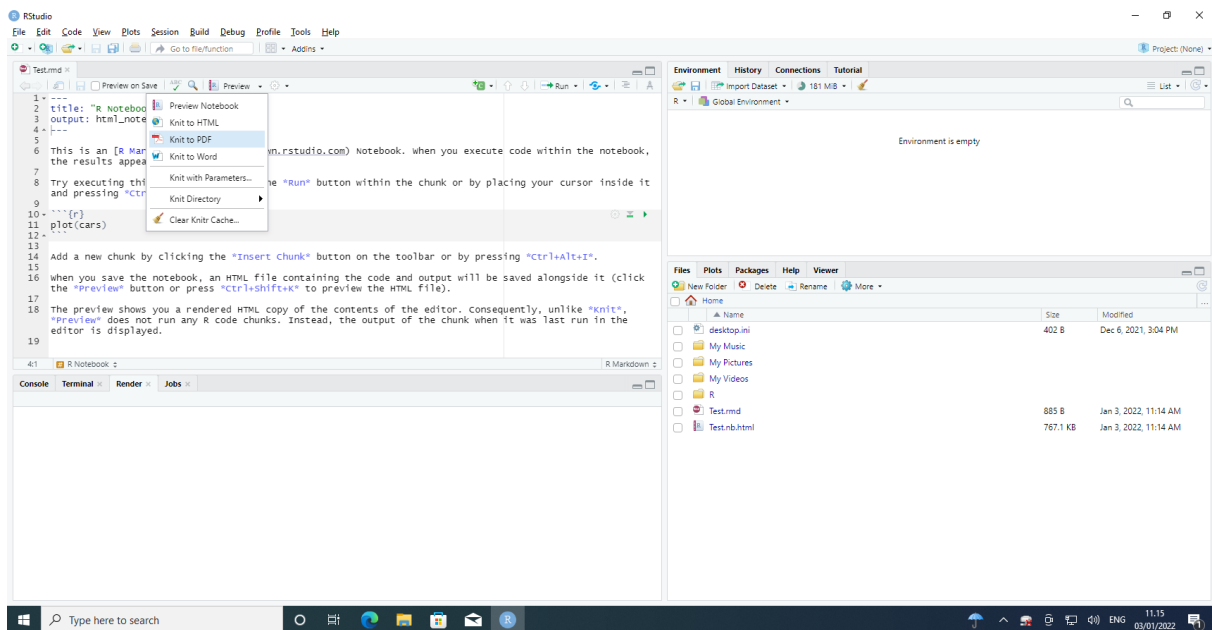 RStudio
File Edit Code View Plots Session Build Debug Profile Tools Help
Go to file/function Addins
Project: (None)
Test.rmd
Preview on Save ABC Preview Run
1 ---
2 title: "R Noteboo
3 output: html_note
4 ---
5
6 This is an [R Mar wn.rstudio.com) Notebook. When you execute code within the notebook,
the results appea
7
8 Try executing thi he *Run* button within the chunk or by placing your cursor inside it
and pressing *Ctr
9
10 ```{r}
11 plot(cars)
12 ```
13
14 Add a new chunk by clicking the *Insert Chunk* button on the toolbar or by pressing *Ctrl+Alt+I*.
15
16 When you save the notebook, an HTML file containing the code and output will be saved alongside it (click
the *Preview* button or press *Ctrl+Shift+K* to preview the HTML file).
17
18 The preview shows you a rendered HTML copy of the contents of the editor. Consequently, unlike *Knit*,
*Preview* does not run any R code chunks. Instead, the output of the chunk when it was last run in the
editor is displayed.
19
Preview Notebook
Knit to HTML
Knit to PDF
Knit to Word
Knit with Parameters...
Knit Directory
Clear Knitr Cache...
4:1 R Notebook R Markdown
Console Terminal Render Jobs
Environment History Connections Tutorial
Import Dataset 181 MiB List
R Global Environment
Environment is empty
Files Plots Packages Help Viewer
New Folder Delete Rename More
Home
Name Size Modified
desktop.ini 402 B Dec 6, 2021, 3:04 PM
My Music
My Pictures
My Videos
R
Test.rmd 885 B Jan 3, 2022, 11:14 AM
Test.nb.html 767.1 KB Jan 3, 2022, 11:14 AM
Type here to search
ENG
11.15
03/01/2022